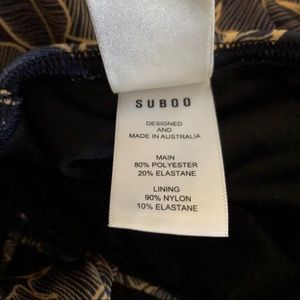 SUBOO
DESIGNED
AND
MADE IN AUSTRALIA
MAIN
80% POLYESTER
20% ELASTANE
LINING
90% NYLON
10% ELASTANE